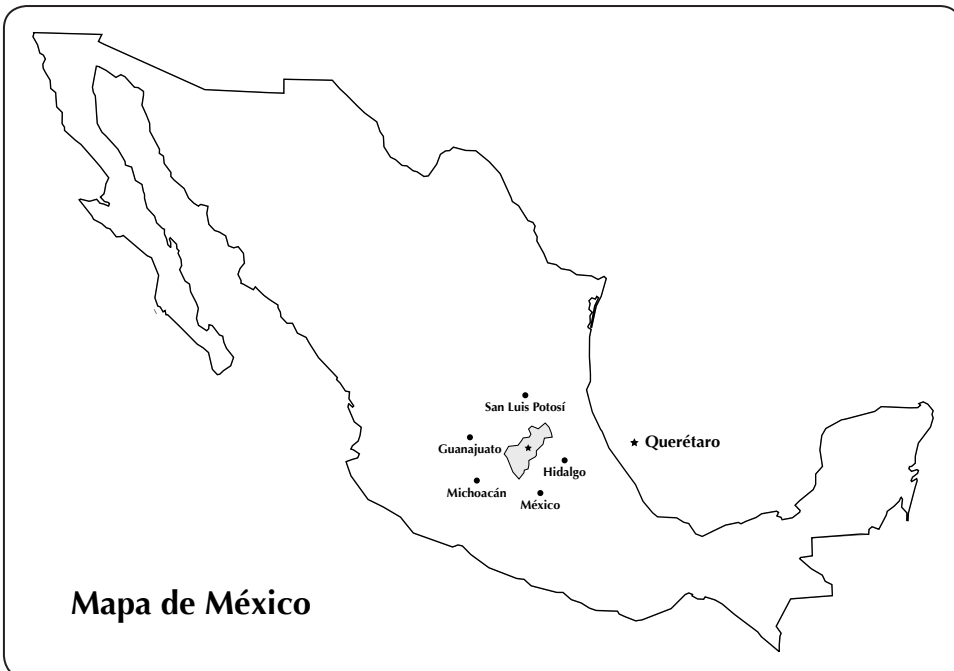 San Luis Potosí
Guanajuato
Querétaro
Hidalgo
Michoacán
México
Mapa de México